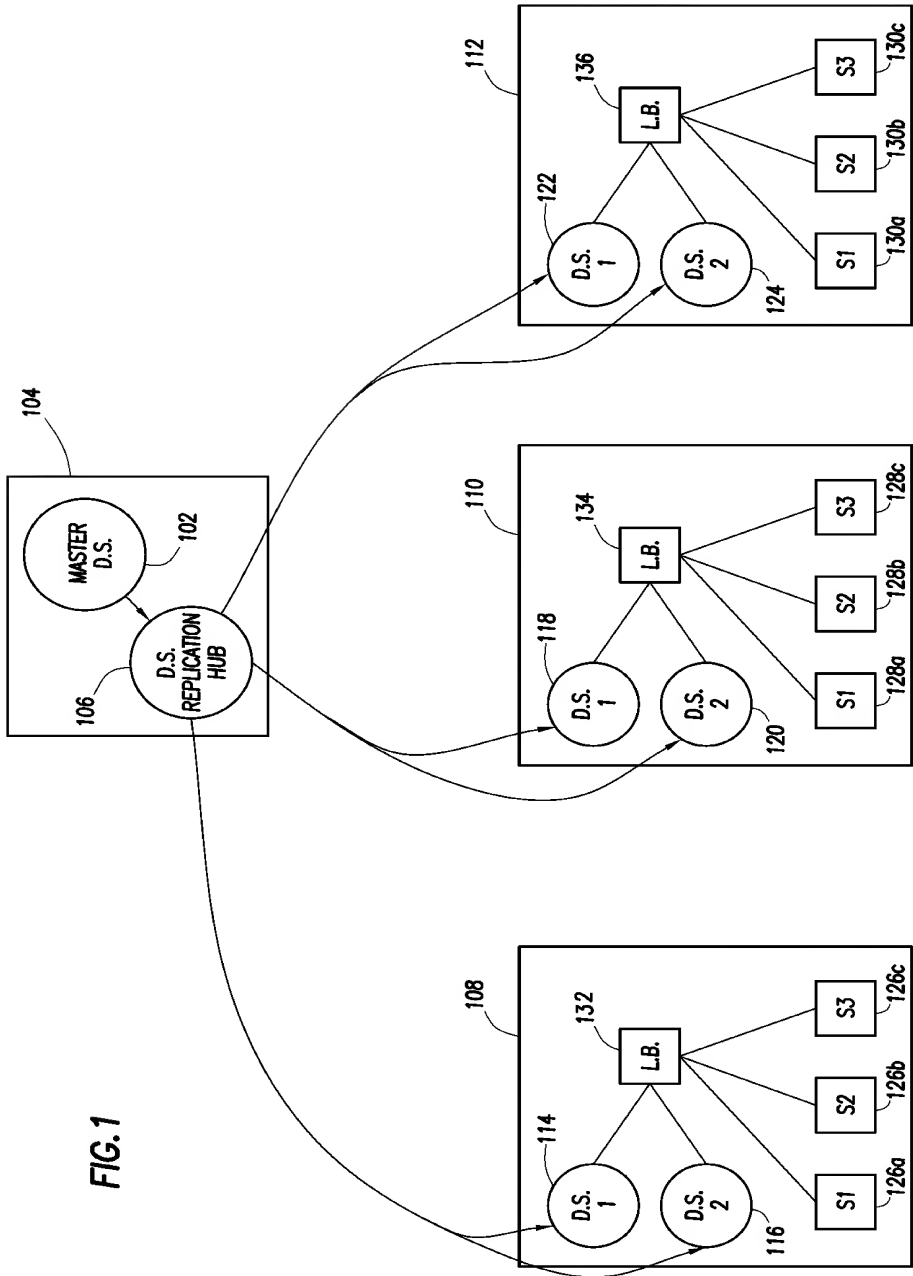 FIG.1
104
MASTER
D.S.
102
106
D.S.
REPLICATION
HUB
108
114
D.S.
1
132
L.B.
D.S.
2
116
S1
S2
S3
126a
126b
126c
110
118
D.S.
1
134
L.B.
D.S.
2
120
S1
S2
S3
128a
128b
128c
112
122
D.S.
1
136
L.B.
D.S.
2
124
S1
S2
S3
130a
130b
130c